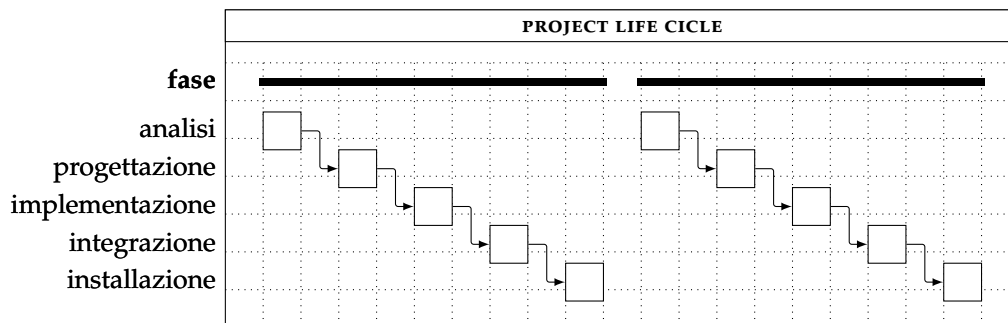 PROJECT LIFE CICLE
fase
analisi
progettazione
implementazione
integrazione
installazione